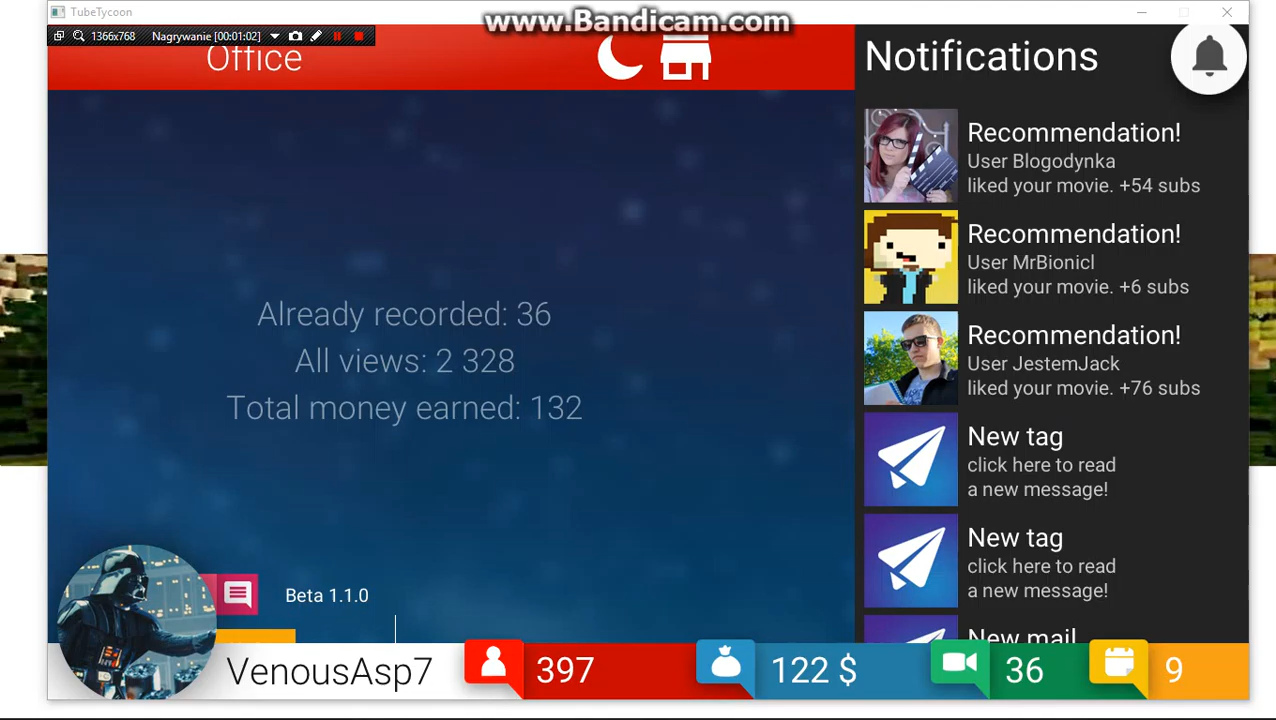 TubeTycoon
www.Bandicam.com
1366x768 Nagrywanie [00:01:02]
Office
Notifications
Recommendation!
User Blogodynka
liked your movie. +54 subs
Recommendation!
User MrBionicl
liked your movie. +6 subs
Recommendation!
User JestemJack
liked your movie. +76 subs
New tag
click here to read
a new message!
New tag
click here to read
a new message!
New mail
Already recorded: 36
All views: 2 328
Total money earned: 132
Beta 1.1.0
VenousAsp7
397
122 $
36
9